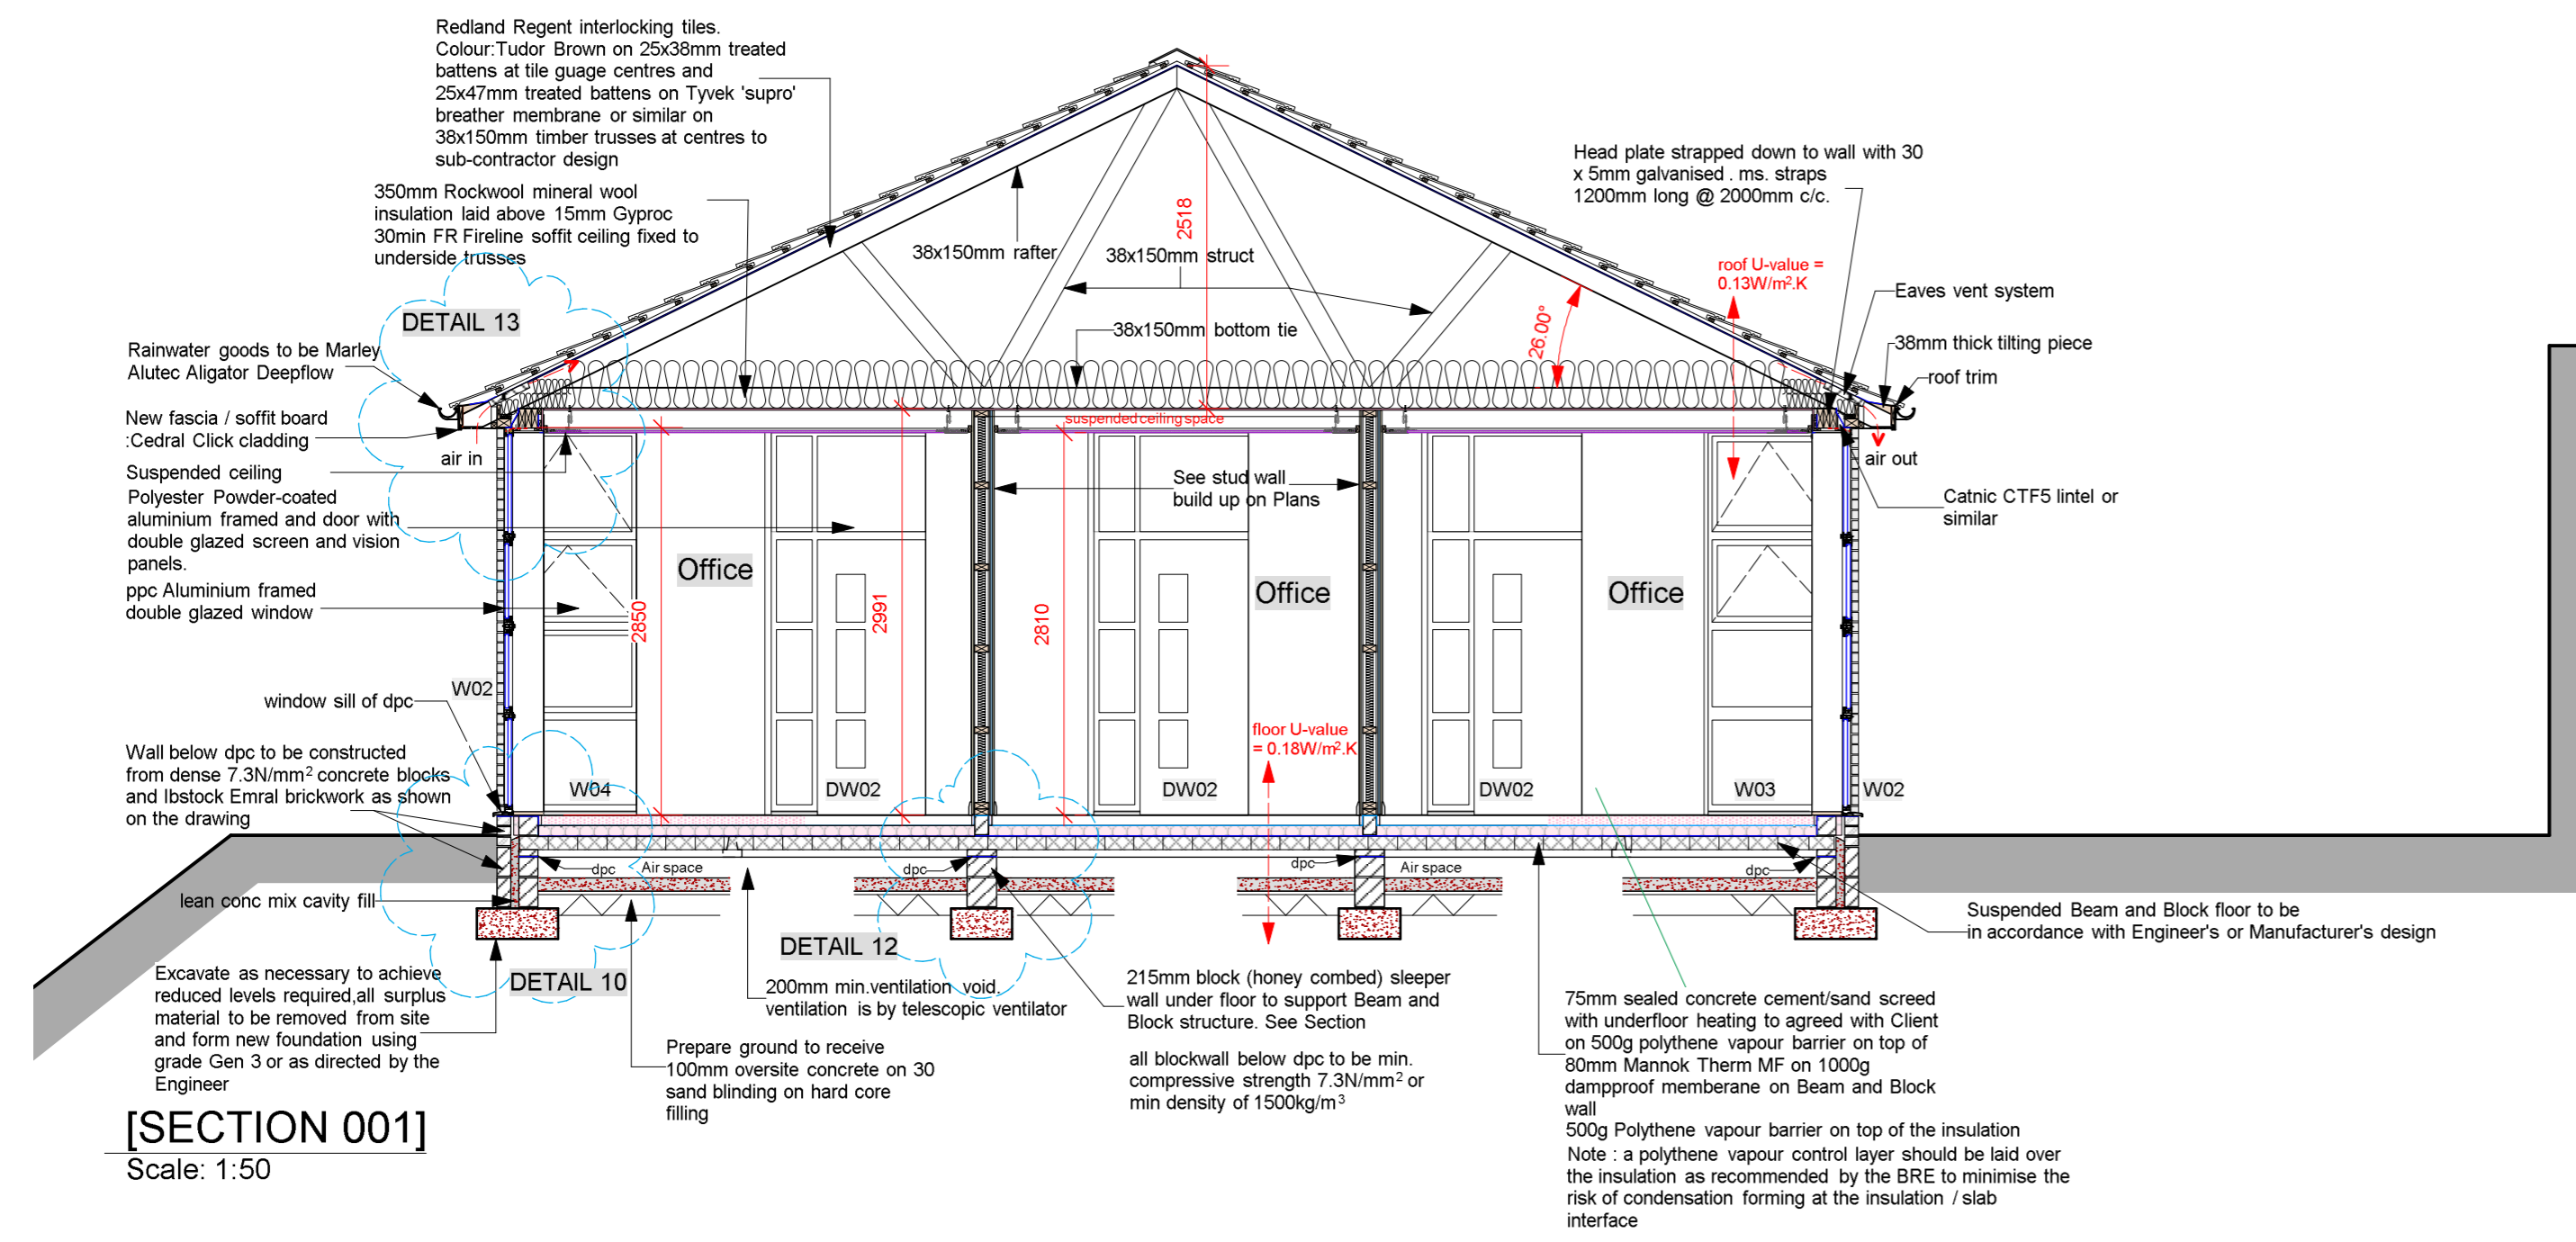 Redland Regent interlocking tiles.
Colour:Tudor Brown on 25x38mm treated
battens at tile guage centres and
25x47mm treated battens on Tyvek 'supro'
breather membrane or similar on
38x150mm timber trusses at centres to
sub-contractor design
350mm Rockwool mineral wool
insulation laid above 15mm Gyproc
30min FR Fireline soffit ceiling fixed to
underside trusses
Head plate strapped down to wall with 30
x 5mm galvanised . ms. straps
1200mm long @ 2000mm c/c.
2518
38x150mm rafter
38x150mm struct
38x150mm bottom tie
26.00°
roof U-value =
0.13W/m².K
Eaves vent system
38mm thick tilting piece
roof trim
DETAIL 13
Rainwater goods to be Marley
Alutec Aligator Deepflow
New fascia / soffit board
:Cedral Click cladding
air in
Suspended ceiling
Polyester Powder-coated
aluminium framed and door with
double glazed screen and vision
panels.
ppc Aluminium framed
double glazed window
suspended ceiling space
See stud wall
build up on Plans
air out
Catnic CTF5 lintel or
similar
Office
Office
Office
2850
2991
2810
W02
window sill of dpc
Wall below dpc to be constructed
from dense 7.3N/mm² concrete blocks
and Ibstock Emral brickwork as shown
on the drawing
floor U-value
= 0.18W/m².K
W04
DW02
DW02
DW02
W03
W02
dpc
Air space
dpc
dpc
Air space
dpc
lean conc mix cavity fill
DETAIL 12
DETAIL 10
Excavate as necessary to achieve
reduced levels required,all surplus
material to be removed from site
and form new foundation using
grade Gen 3 or as directed by the
Engineer
200mm min.ventilation void.
ventilation is by telescopic ventilator
Prepare ground to receive
100mm oversite concrete on 30
sand blinding on hard core
filling
215mm block (honey combed) sleeper
wall under floor to support Beam and
Block structure. See Section
all blockwall below dpc to be min.
compressive strength 7.3N/mm² or
min density of 1500kg/m³
Suspended Beam and Block floor to be
in accordance with Engineer's or Manufacturer's design
75mm sealed concrete cement/sand screed
with underfloor heating to agreed with Client
on 500g polythene vapour barrier on top of
80mm Mannok Therm MF on 1000g
dampproof memberane on Beam and Block
wall
500g Polythene vapour barrier on top of the insulation
Note : a polythene vapour control layer should be laid over
the insulation as recommended by the BRE to minimise the
risk of condensation forming at the insulation / slab
interface
[SECTION 001]
Scale: 1:50